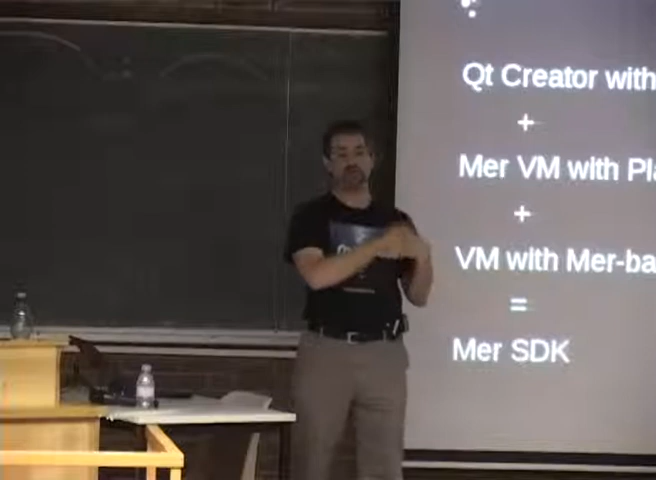 Qt Creator with
+
Mer VM with Pla
+
VM with Mer-ba
=
Mer SDK